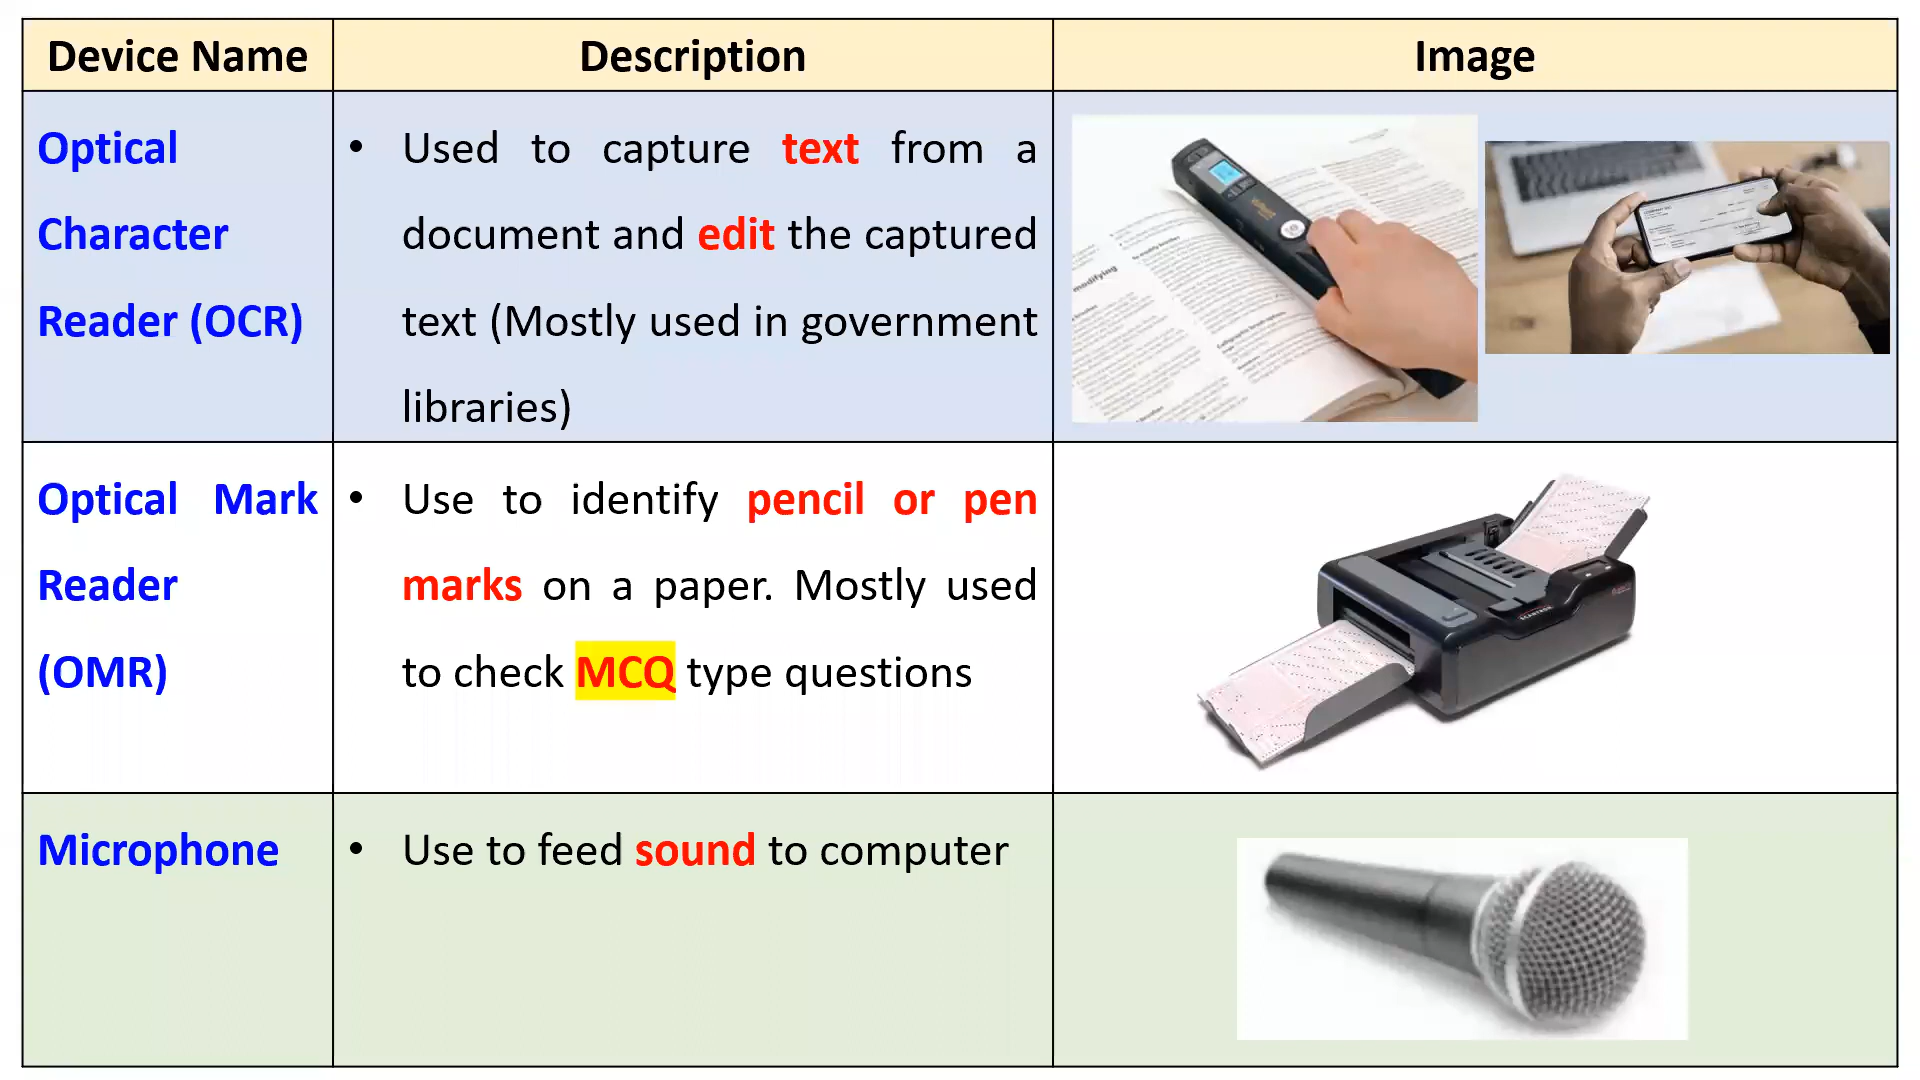 Device Name
Description
Image
Optical
Character
Reader (OCR)
• Used to capture text from a
document and edit the captured
text (Mostly used in government
libraries)
modifying
Optical Mark
Reader
(OMR)
• Use to identify pencil or pen
marks on a paper. Mostly used
to check MCQ type questions
Microphone
• Use to feed sound to computer